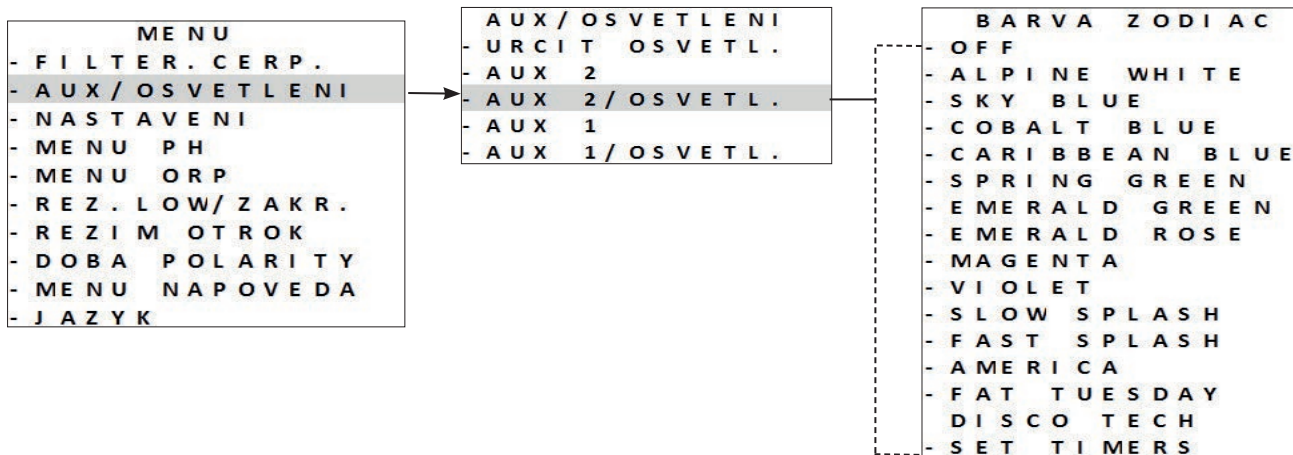 MENU
- FILTER.CERP.
- AUX/OSVETLENI
- NASTAVENI
- MENU PH
- MENU ORP
- REZ.LOW/ZAKR.
- REZIM OTROK
- DOBA POLARITY
- MENU NAPOVEDA
- JAZYK
AUX/OSVETLENI
- URCIT OSVETL.
- AUX 2
- AUX 2/OSVETL.
- AUX 1
- AUX 1/OSVETL.
BARVA ZODIAC
- OFF
- ALPINE WHITE
- SKY BLUE
- COBALT BLUE
- CARIBBEAN BLUE
- SPRING GREEN
- EMERALD GREEN
- EMERALD ROSE
- MAGENTA
- VIOLET
- SLOW SPLASH
- FAST SPLASH
- AMERICA
- FAT TUESDAY
DISCO TECH
- SET TIMERS